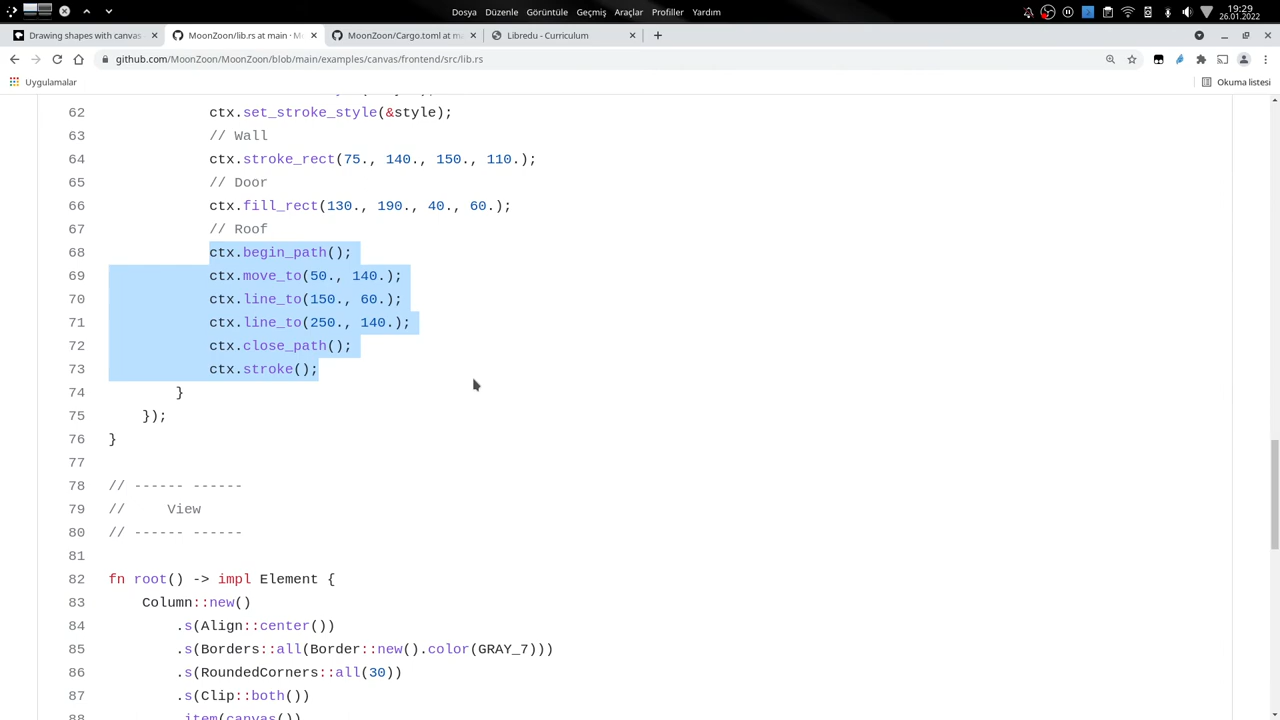 Dosya Düzenle Görüntüle Geçmiş Araçlar Profiller Yardım
19:29
26.01.2022
Drawing shapes with canvas
MoonZoon/lib.rs at main · Mo
MoonZoon/Cargo.toml at ma
Libredu - Curriculum
github.com/MoonZoon/MoonZoon/blob/main/examples/canvas/frontend/src/lib.rs
Uygulamalar
Okuma listesi
62 ctx.set_stroke_style(&style);
63 // Wall
64 ctx.stroke_rect(75., 140., 150., 110.);
65 // Door
66 ctx.fill_rect(130., 190., 40., 60.);
67 // Roof
68 ctx.begin_path();
69 ctx.move_to(50., 140.);
70 ctx.line_to(150., 60.);
71 ctx.line_to(250., 140.);
72 ctx.close_path();
73 ctx.stroke();
74 }
75 });
76 }
77
78 // ------ ------
79 // View
80 // ------ ------
81
82 fn root() -> impl Element {
83 Column::new()
84 .s(Align::center())
85 .s(Borders::all(Border::new().color(GRAY_7)))
86 .s(RoundedCorners::all(30))
87 .s(Clip::both())
88 .item(canvas())